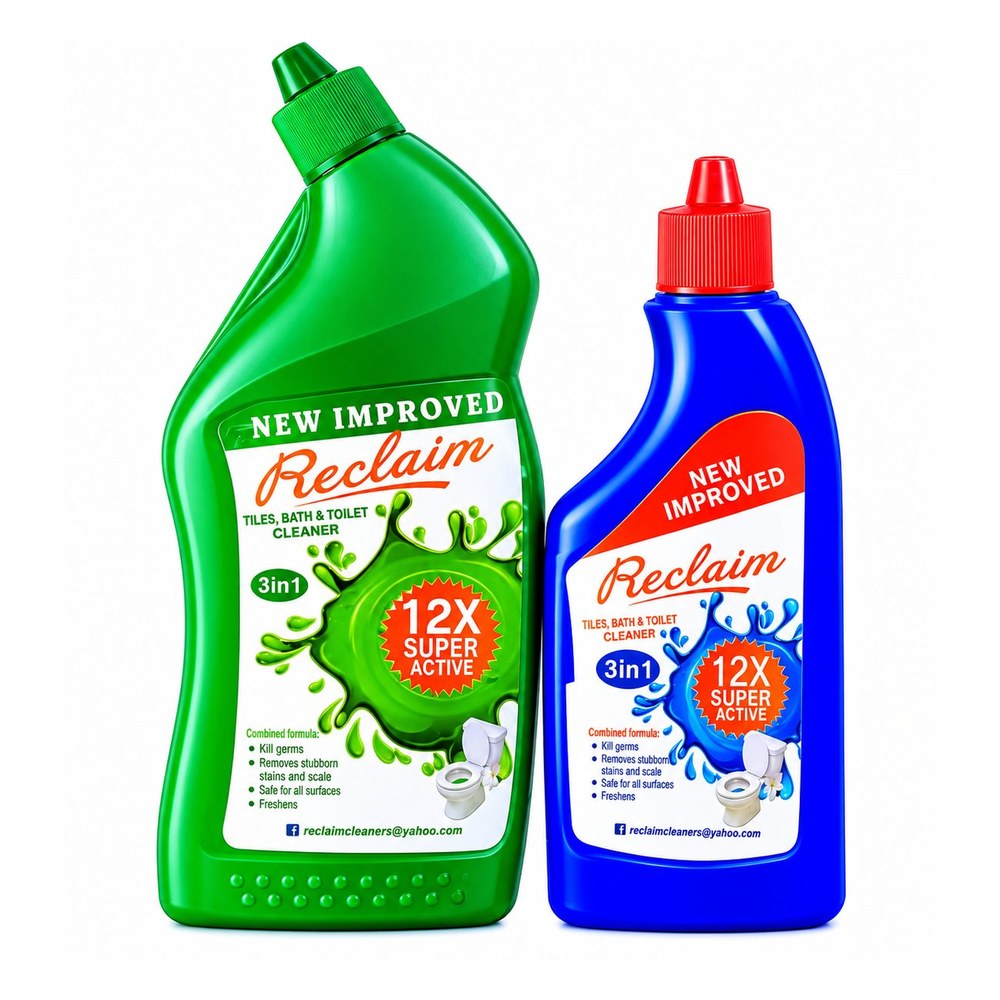 NEW IMPROVED
Reclaim
TILES, BATH & TOILET
CLEANER
3in1
12X
SUPER
ACTIVE
Combined formula:
• Kill germs
• Removes stubborn
stains and scale
• Safe for all surfaces
• Freshens
f reclaimcleaners@yahoo.com
NEW
IMPROVED
Reclaim
TILES, BATH & TOILET
CLEANER
3in1
12X
SUPER
ACTIVE
Combined formula:
• Kill germs
• Removes stubborn
stains and scale
• Safe for all surfaces
• Freshens
f reclaimcleaners@yahoo.com